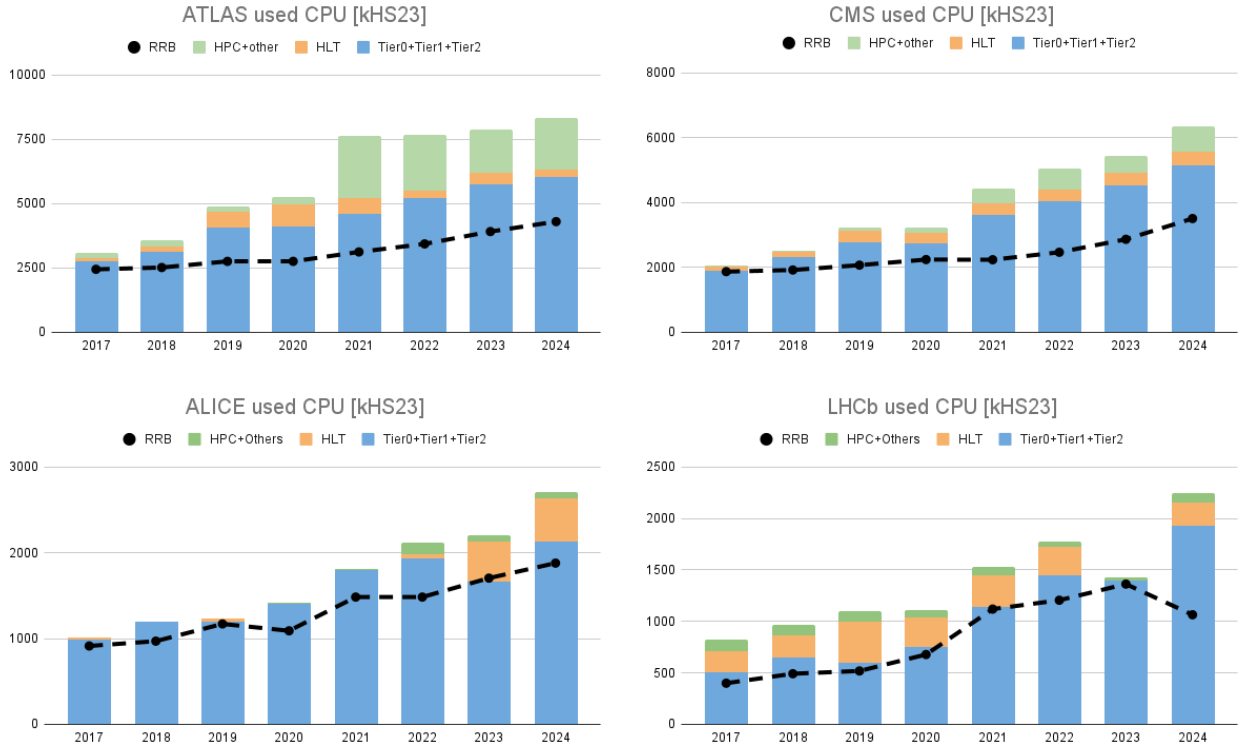 ATLAS used CPU [kHS23]
RRB HPC+other HLT Tier0+Tier1+Tier2
10000
7500
5000
2500
0
2017 2018 2019 2020 2021 2022 2023 2024
CMS used CPU [kHS23]
RRB HPC+other HLT Tier0+Tier1+Tier2
8000
6000
4000
2000
0
2017 2018 2019 2020 2021 2022 2023 2024
ALICE used CPU [kHS23]
RRB HPC+Others HLT Tier0+Tier1+Tier2
3000
2000
1000
0
2017 2018 2019 2020 2021 2022 2023 2024
LHCb used CPU [kHS23]
RRB HPC+Others HLT Tier0+Tier1+Tier2
2500
2000
1500
1000
500
0
2017 2018 2019 2020 2021 2022 2023 2024